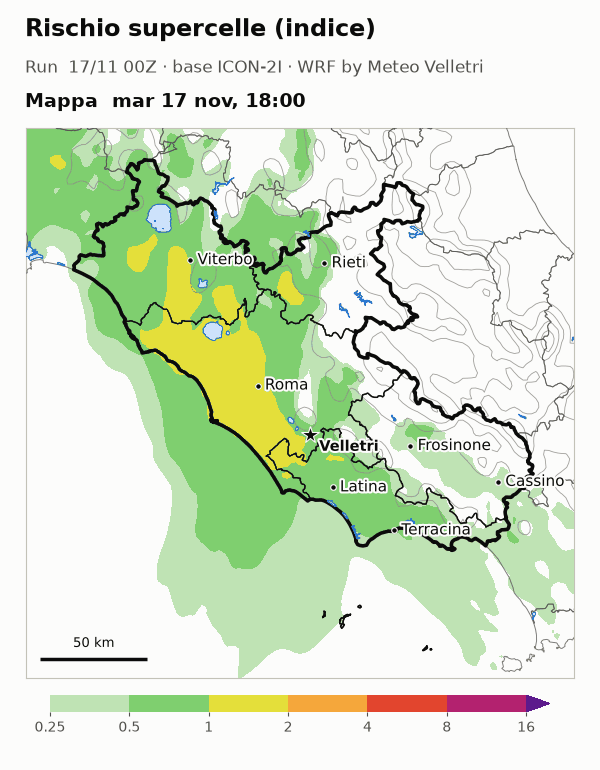 Rischio supercelle (indice)
Run  17/11 00Z · base ICON-2I · WRF by Meteo Velletri
Mappa  mar 17 nov, 18:00
Viterbo
Rieti
Roma
Velletri
Frosinone
Latina
Cassino
Terracina
50 km
0.25 0.5 1 2 4 8 16